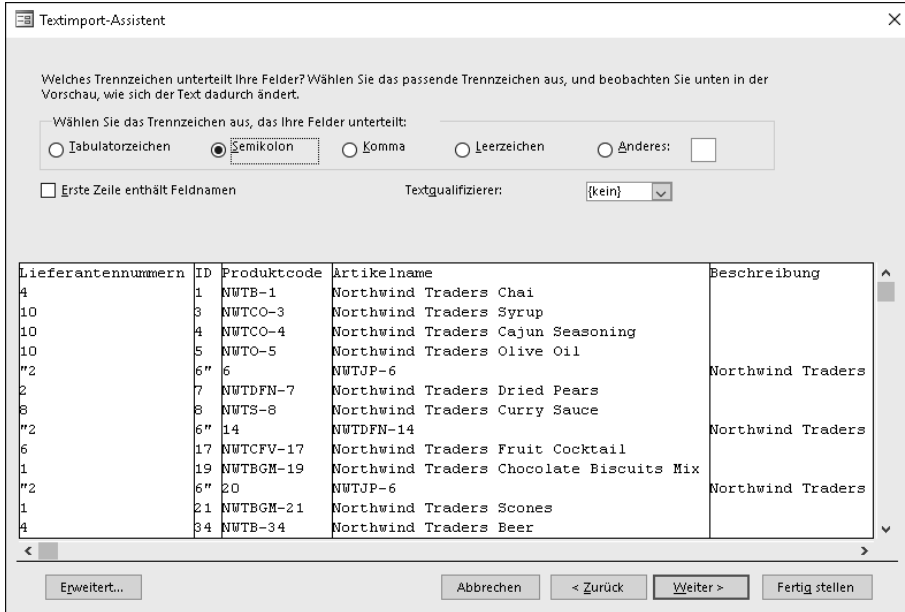 Textimport-Assistent
Welches Trennzeichen unterteilt Ihre Felder? Wählen Sie das passende Trennzeichen aus, und beobachten Sie unten in der
Vorschau, wie sich der Text dadurch ändert.
Wählen Sie das Trennzeichen aus, das Ihre Felder unterteilt:
Tabulatorzeichen Semikolon Komma Leerzeichen Anderes:
Erste Zeile enthält Feldnamen Textqualifizierer: {kein}
Lieferantennummern ID Produktcode Artikelname Beschreibung
4 1 NWTB-1 Northwind Traders Chai
10 3 NWTCO-3 Northwind Traders Syrup
10 4 NWTCO-4 Northwind Traders Cajun Seasoning
10 5 NWTO-5 Northwind Traders Olive Oil
"2 6" 6 NWTJP-6 Northwind Traders
2 7 NWTDFN-7 Northwind Traders Dried Pears
8 8 NWTS-8 Northwind Traders Curry Sauce
"2 6" 14 NWTDFN-14 Northwind Traders
6 17 NWTCFV-17 Northwind Traders Fruit Cocktail
1 19 NWTBGM-19 Northwind Traders Chocolate Biscuits Mix
"2 6" 20 NWTJP-6 Northwind Traders
1 21 NWTBGM-21 Northwind Traders Scones
4 34 NWTB-34 Northwind Traders Beer
Erweitert... Abbrechen < Zurück Weiter > Fertig stellen